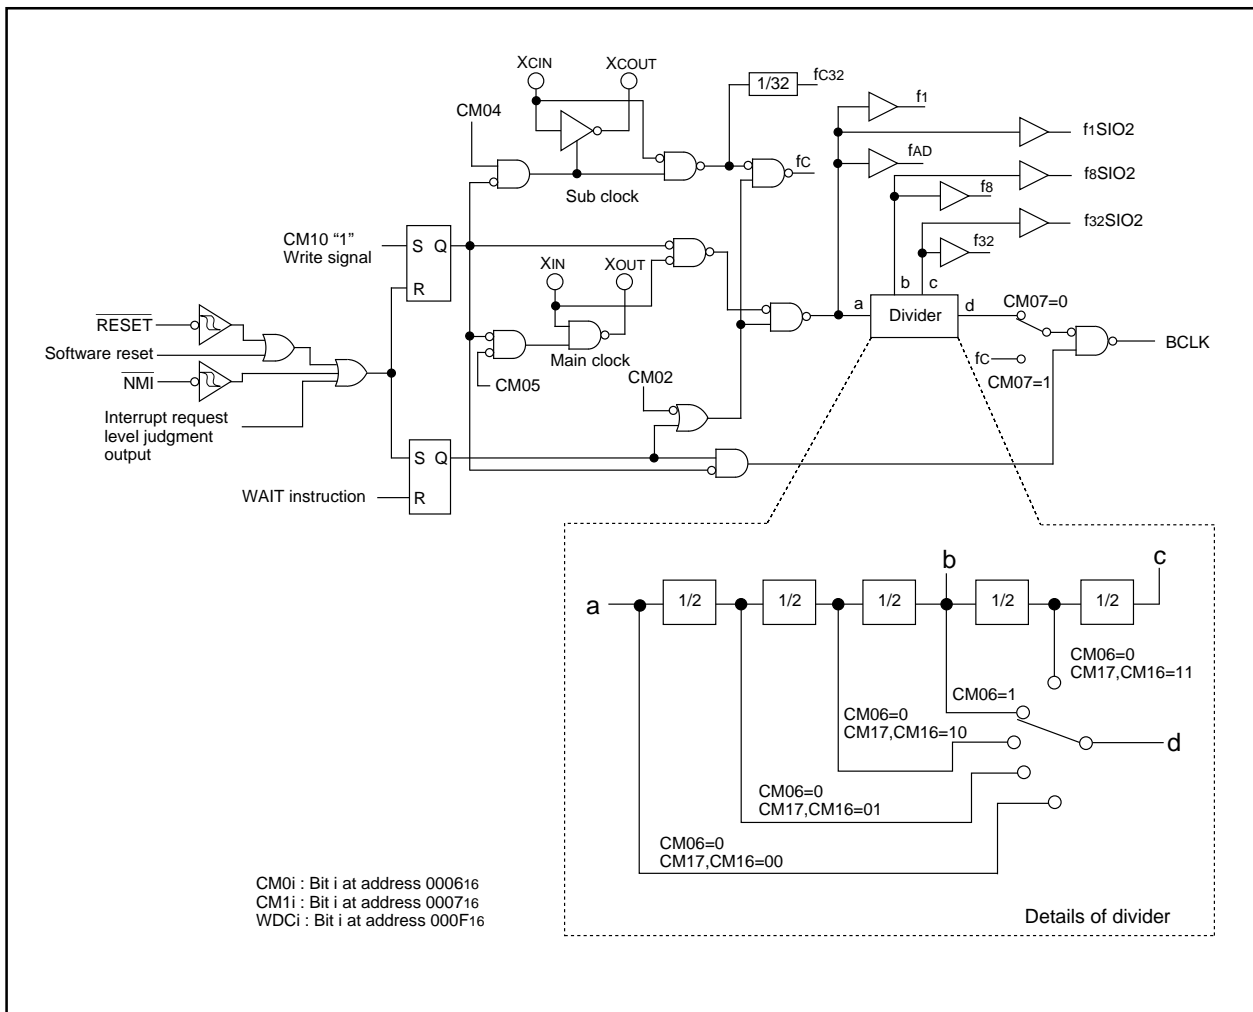 XCIN
XCOUT
CM04
1/32
fC32
f1
f1SIO2
fAD
fC
Sub clock
f8SIO2
f8
f32SIO2
f32
CM10 “1”
Write signal
S Q
R
XIN
XOUT
b
c
a
Divider
d
CM07=0
fC
CM07=1
BCLK
RESET
Software reset
NMI
Interrupt request
level judgment
output
Main clock
CM05
CM02
S Q
R
WAIT instruction
a
1/2
1/2
1/2
b
1/2
1/2
c
CM06=0
CM17,CM16=11
CM06=1
CM06=0
CM17,CM16=10
d
CM06=0
CM17,CM16=01
CM06=0
CM17,CM16=00
CM0i : Bit i at address 000616
CM1i : Bit i at address 000716
WDCi : Bit i at address 000F16
Details of divider